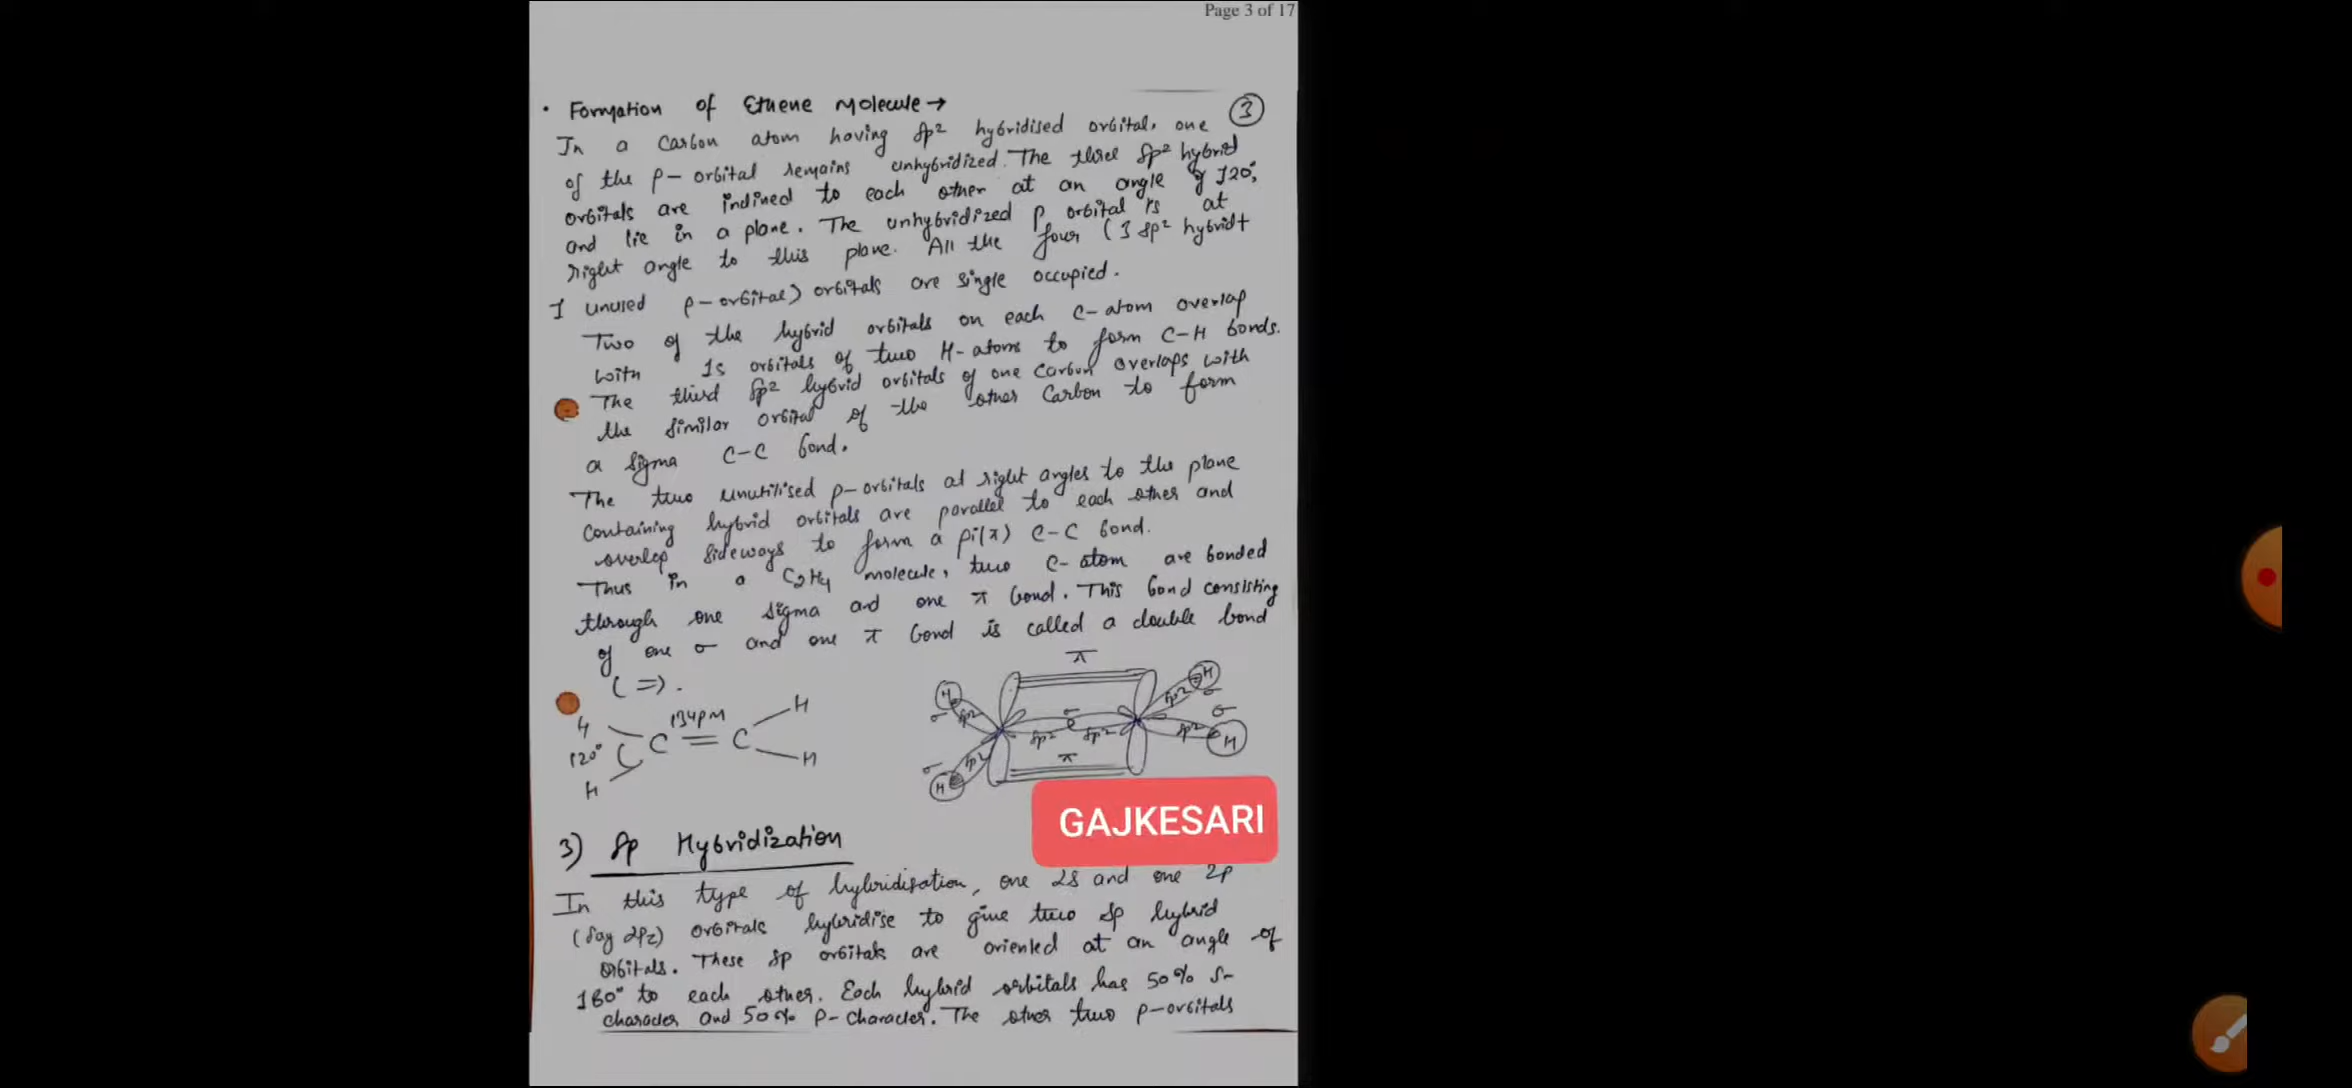 Page 3 of 17
• Formation of Ethene Molecule →
3
In a Carbon atom having sp² hybridised orbital, one
of the p-orbital remains unhybridized. The three sp² hybrid
orbitals are inclined to each other at an angle of 120°,
and lie in a plane. The unhybridized p orbital is at
right angle to this plane. All the four (3 sp² hybrid+
1 unused p-orbital) orbitals are single occupied.
Two of the hybrid orbitals on each C-atom overlap
with 1s orbitals of two H-atoms to form C-H bonds.
The third sp² hybrid orbitals of one carbon overlaps with
the similar orbital of the other Carbon to form
a sigma C-C bond.
The two unutilised p-orbitals at right angles to the plane
containing hybrid orbitals are parallel to each other and
overlap sideways to form a pi(π) C-C bond.
Thus in a C2H4 molecule, two C-atom are bonded
through one sigma and one π bond. This bond consisting
of one σ and one π bond is called a double bond
(=).
H 120° H C 134pm = C H H
π
H σ sp² sp² σ H
σ
sp² sp² sp² σ H
σ sp² H π
GAJKESARI
3) Sp Hybridization
In this type of hybridisation, one 2s and one 2p
(say 2pz) orbitals hybridise to give two sp hybrid
orbitals. These sp orbitals are oriented at an angle of
180° to each other. Each hybrid orbitals has 50% s-
character and 50% p-character. The other two p-orbitals